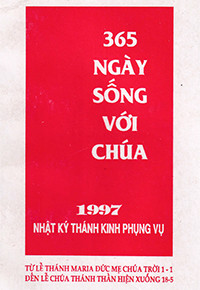 365
NGÀY
SỐNG
VỚI
CHÚA
1997
NHẬT KÝ THÁNH KINH PHỤNG VỤ
TỪ LỄ THÁNH MARIA ĐỨC MẸ CHÚA TRỜI 1 - 1
ĐẾN LỄ CHÚA THÁNH THẦN HIỆN XUỐNG 18-5